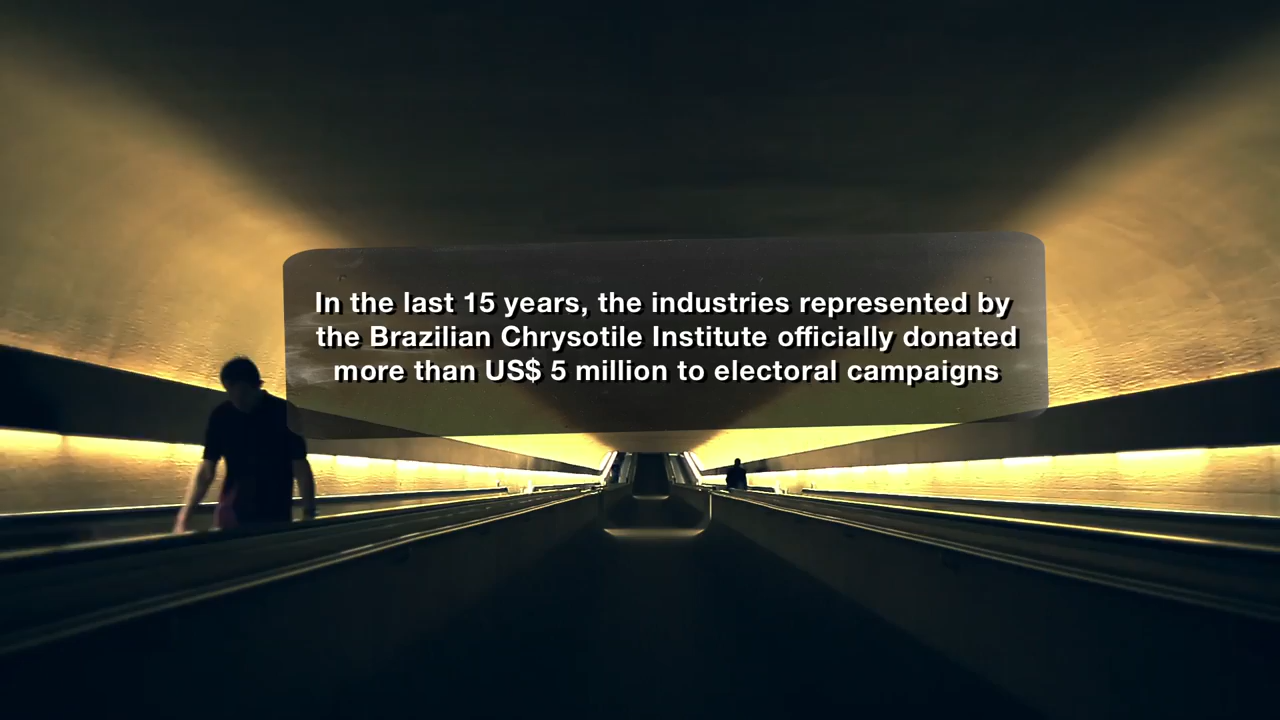 In the last 15 years, the industries represented by
the Brazilian Chrysotile Institute officially donated
more than US$ 5 million to electoral campaigns